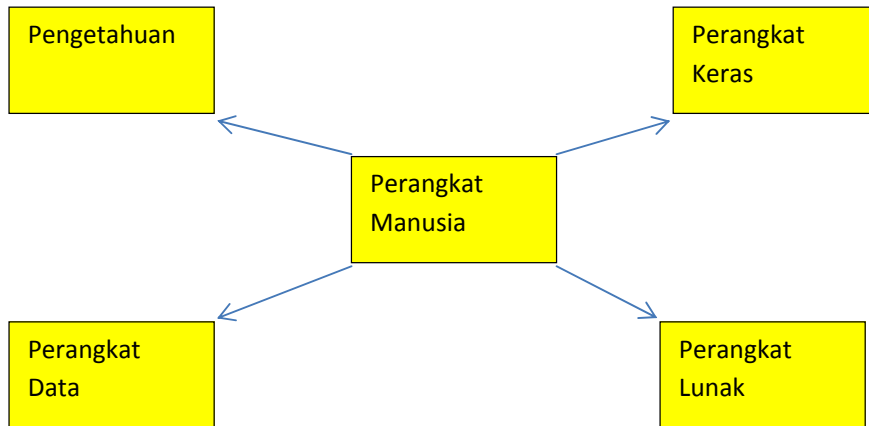 Pengetahuan
Perangkat
Keras
Perangkat
Manusia
Perangkat
Data
Perangkat
Lunak